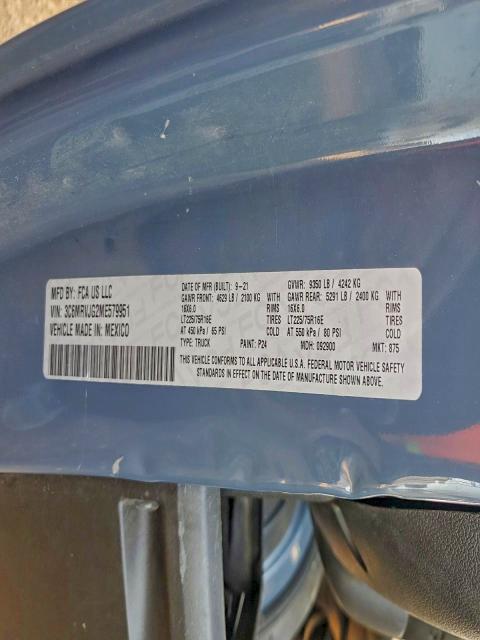 MFD BY: FCA US LLC
VIN: 3C6MRVJG2ME579951
VEHICLE MADE IN: MEXICO
DATE OF MFR (BUILT): 9-21 GVWR: 9350 LB / 4242 KG
GAWR FRONT: 4629 LB / 2100 KG GAWR REAR: 5291 LB / 2400 KG
16X6.0 RIMS 16X6.0 RIMS
LT225/75R16E TIRES LT225/75R16E TIRES
AT 450 kPa / 65 PSI COLD AT 550 kPa / 80 PSI COLD
TYPE: TRUCK PAINT: P24 MDH: 092900 MKT: 875
THIS VEHICLE CONFORMS TO ALL APPLICABLE U.S.A. FEDERAL MOTOR VEHICLE SAFETY
STANDARDS IN EFFECT ON THE DATE OF MANUFACTURE SHOWN ABOVE.